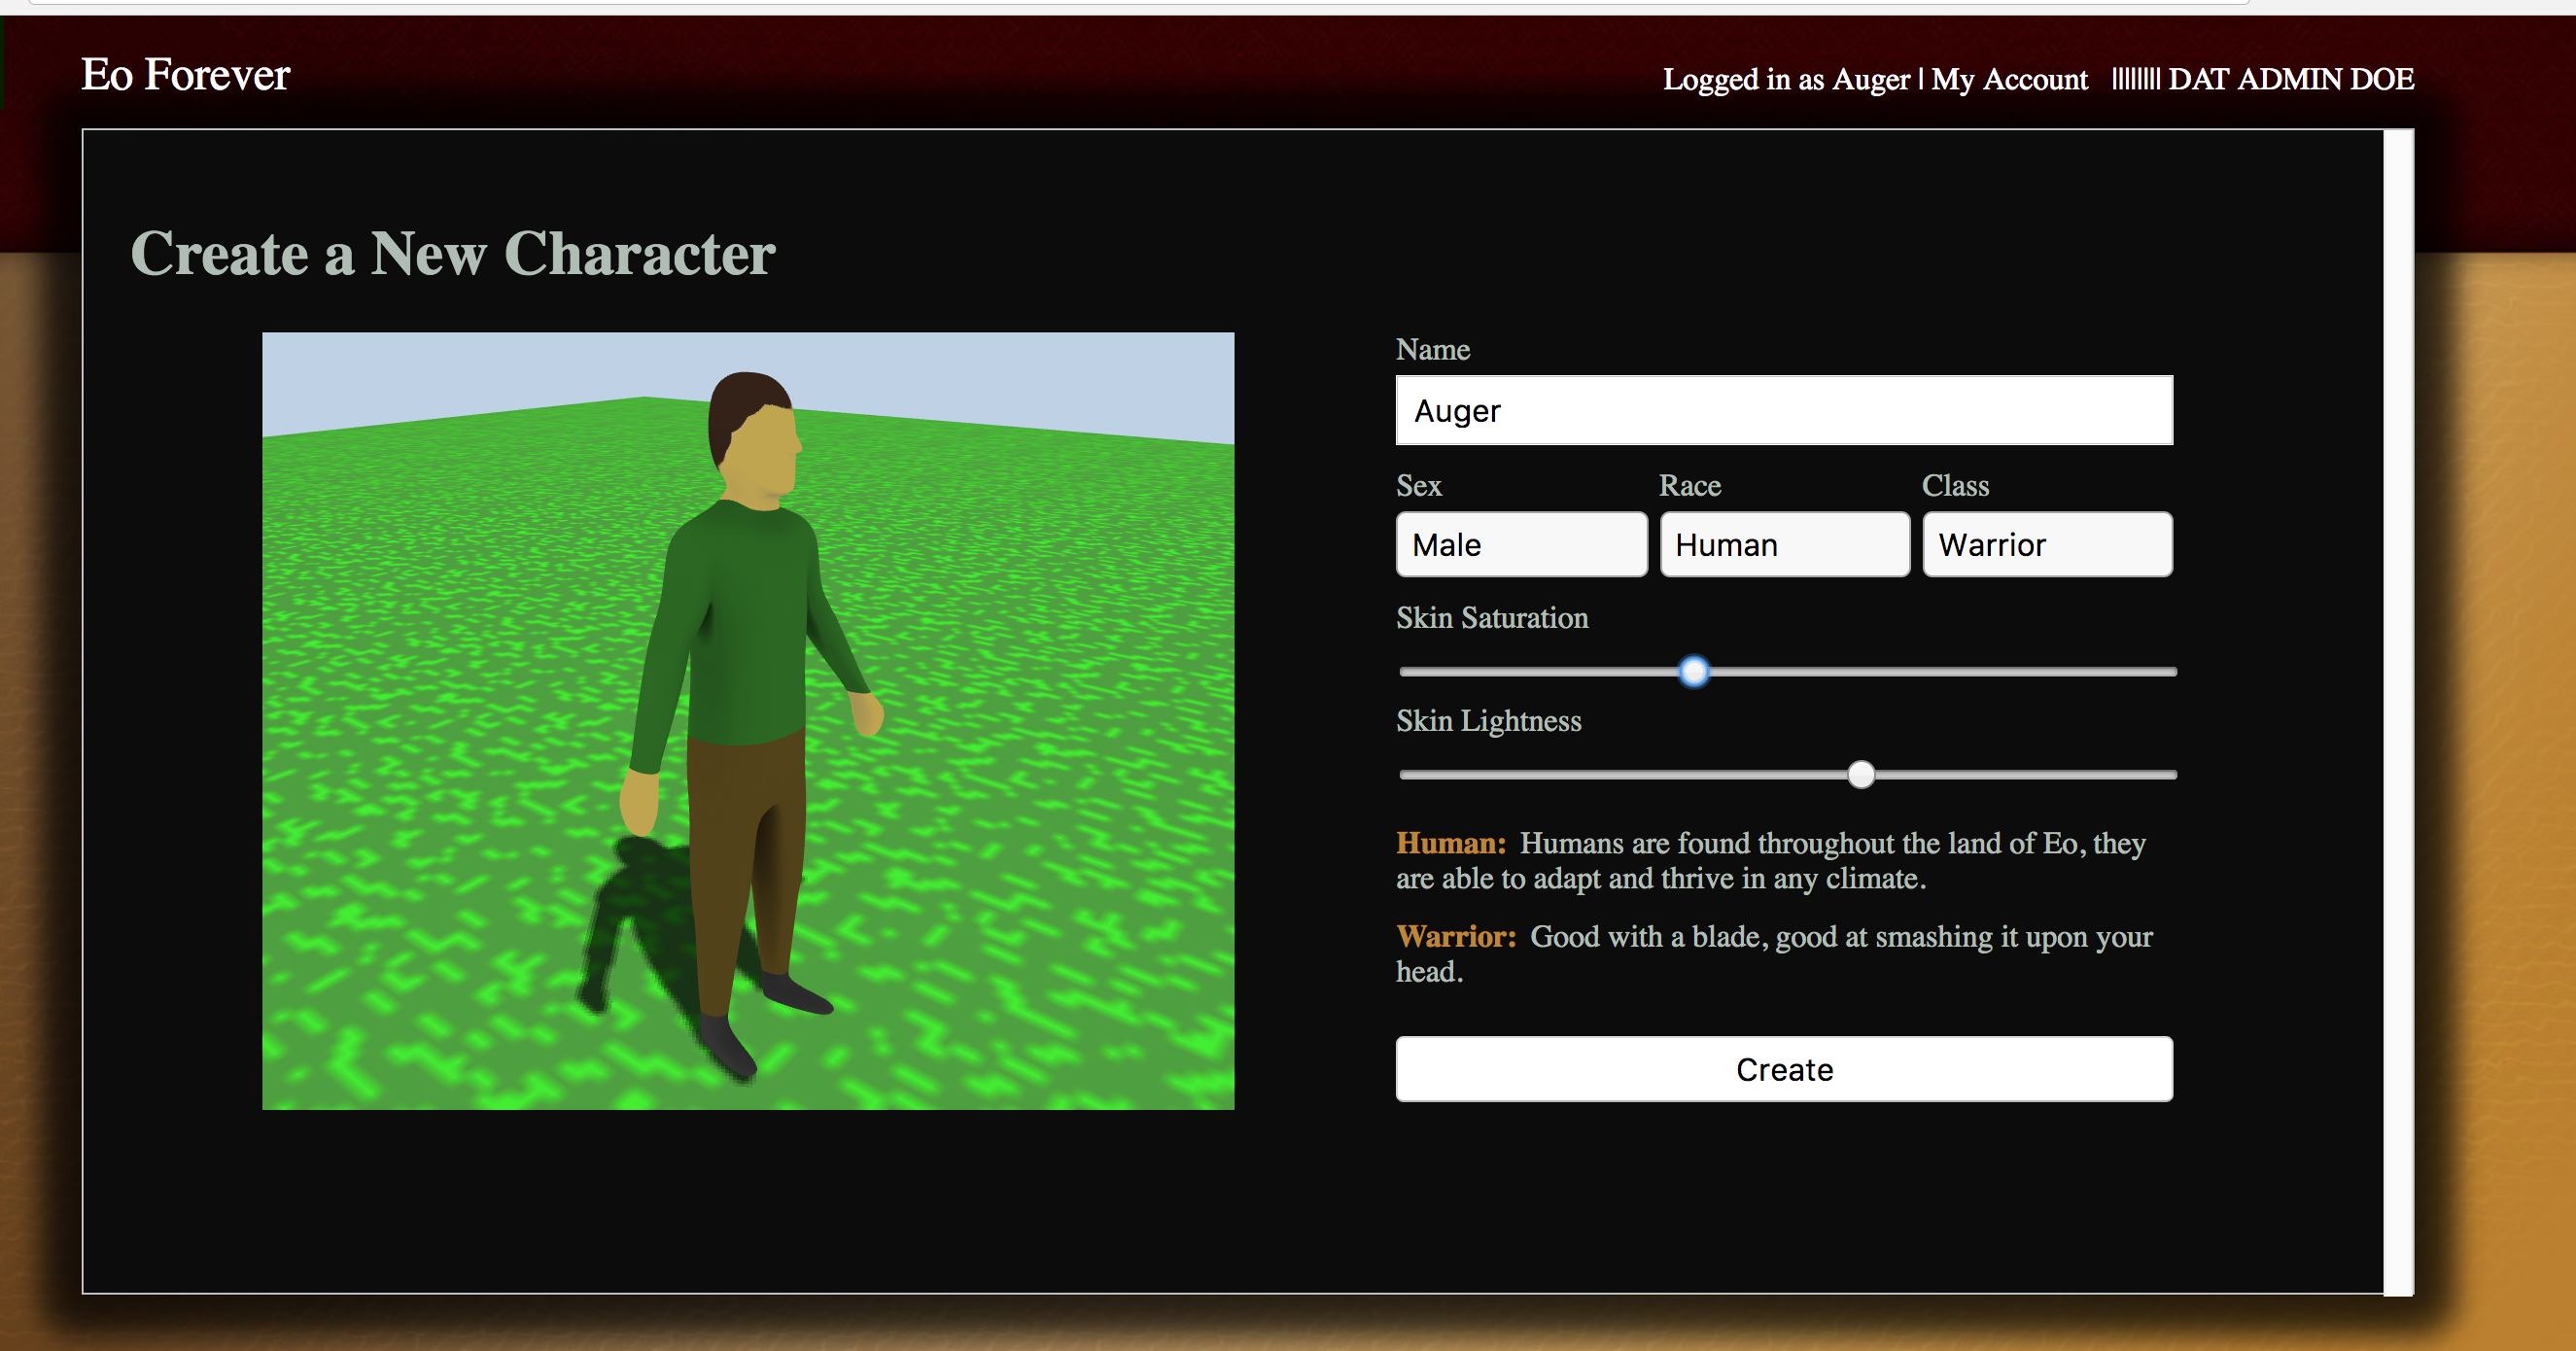 Eo Forever
Logged in as Auger | My Account |||||||| DAT ADMIN DOE
Create a New Character
Name
Auger
Sex Race Class
Male Human Warrior
Skin Saturation
Skin Lightness
Human: Humans are found throughout the land of Eo, they
are able to adapt and thrive in any climate.
Warrior: Good with a blade, good at smashing it upon your
head.
Create